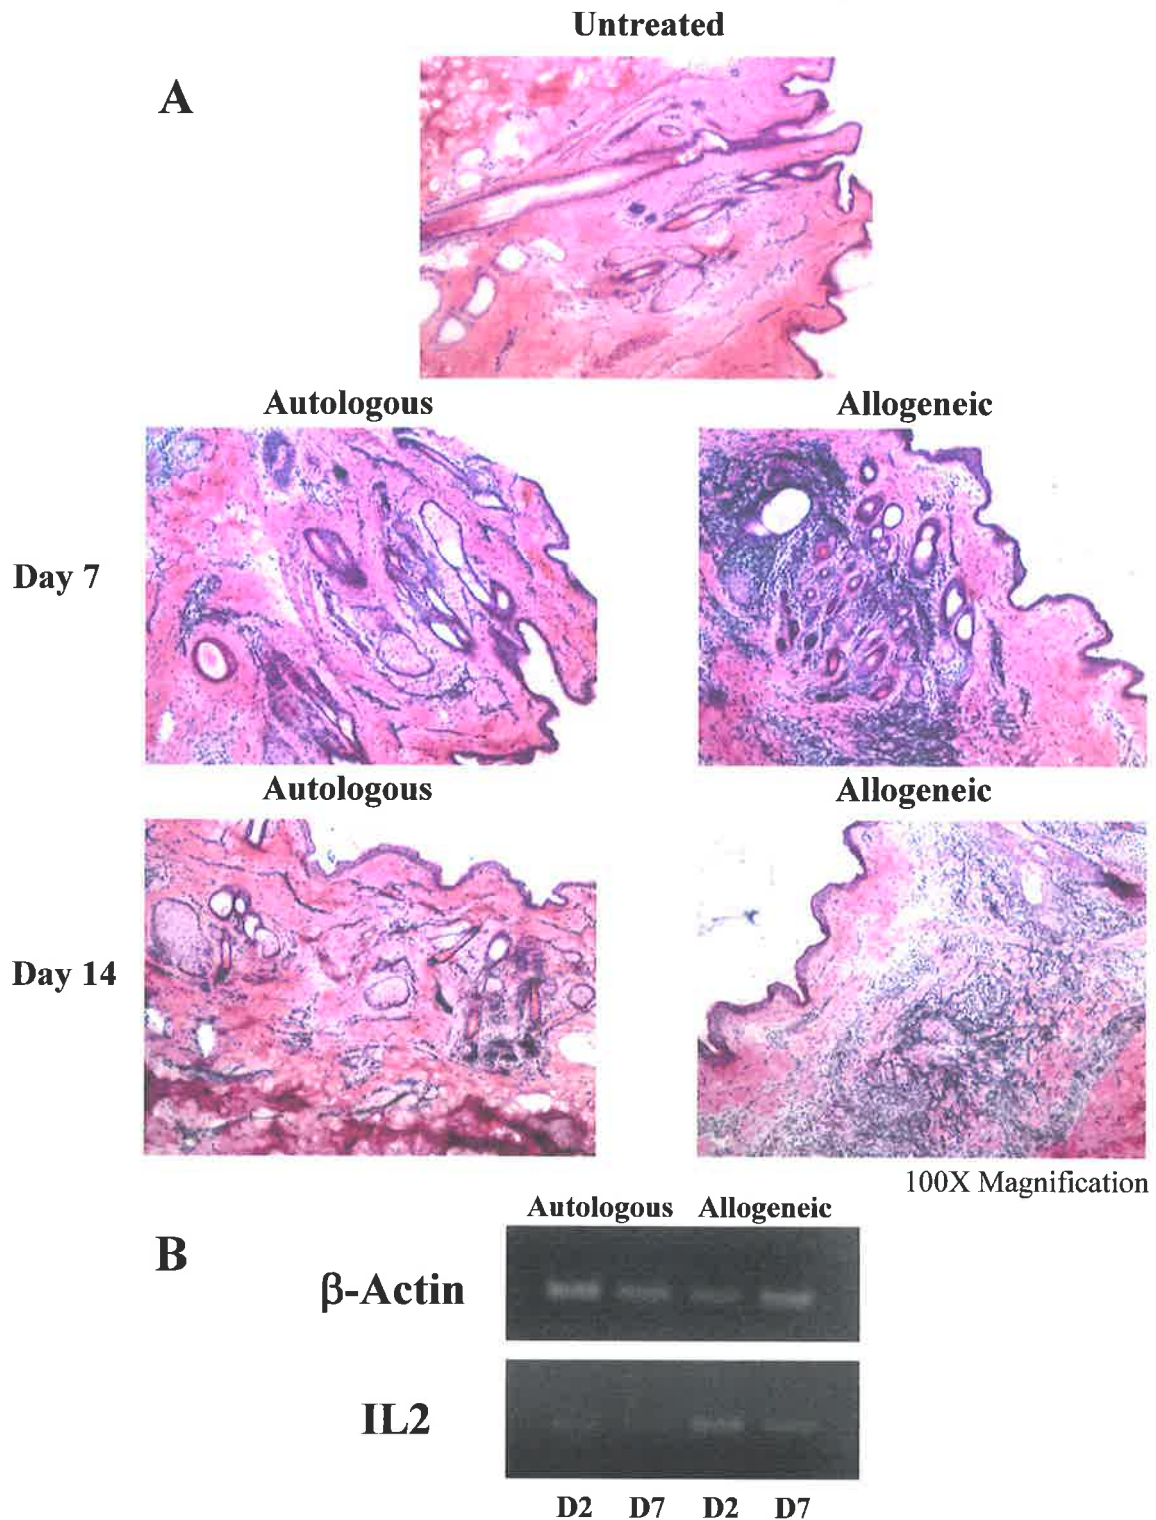 Untreated
A
Autologous Allogeneic
Day 7
Autologous Allogeneic
Day 14
100X Magnification
Autologous Allogeneic
B
β-Actin
IL2
D2 D7 D2 D7